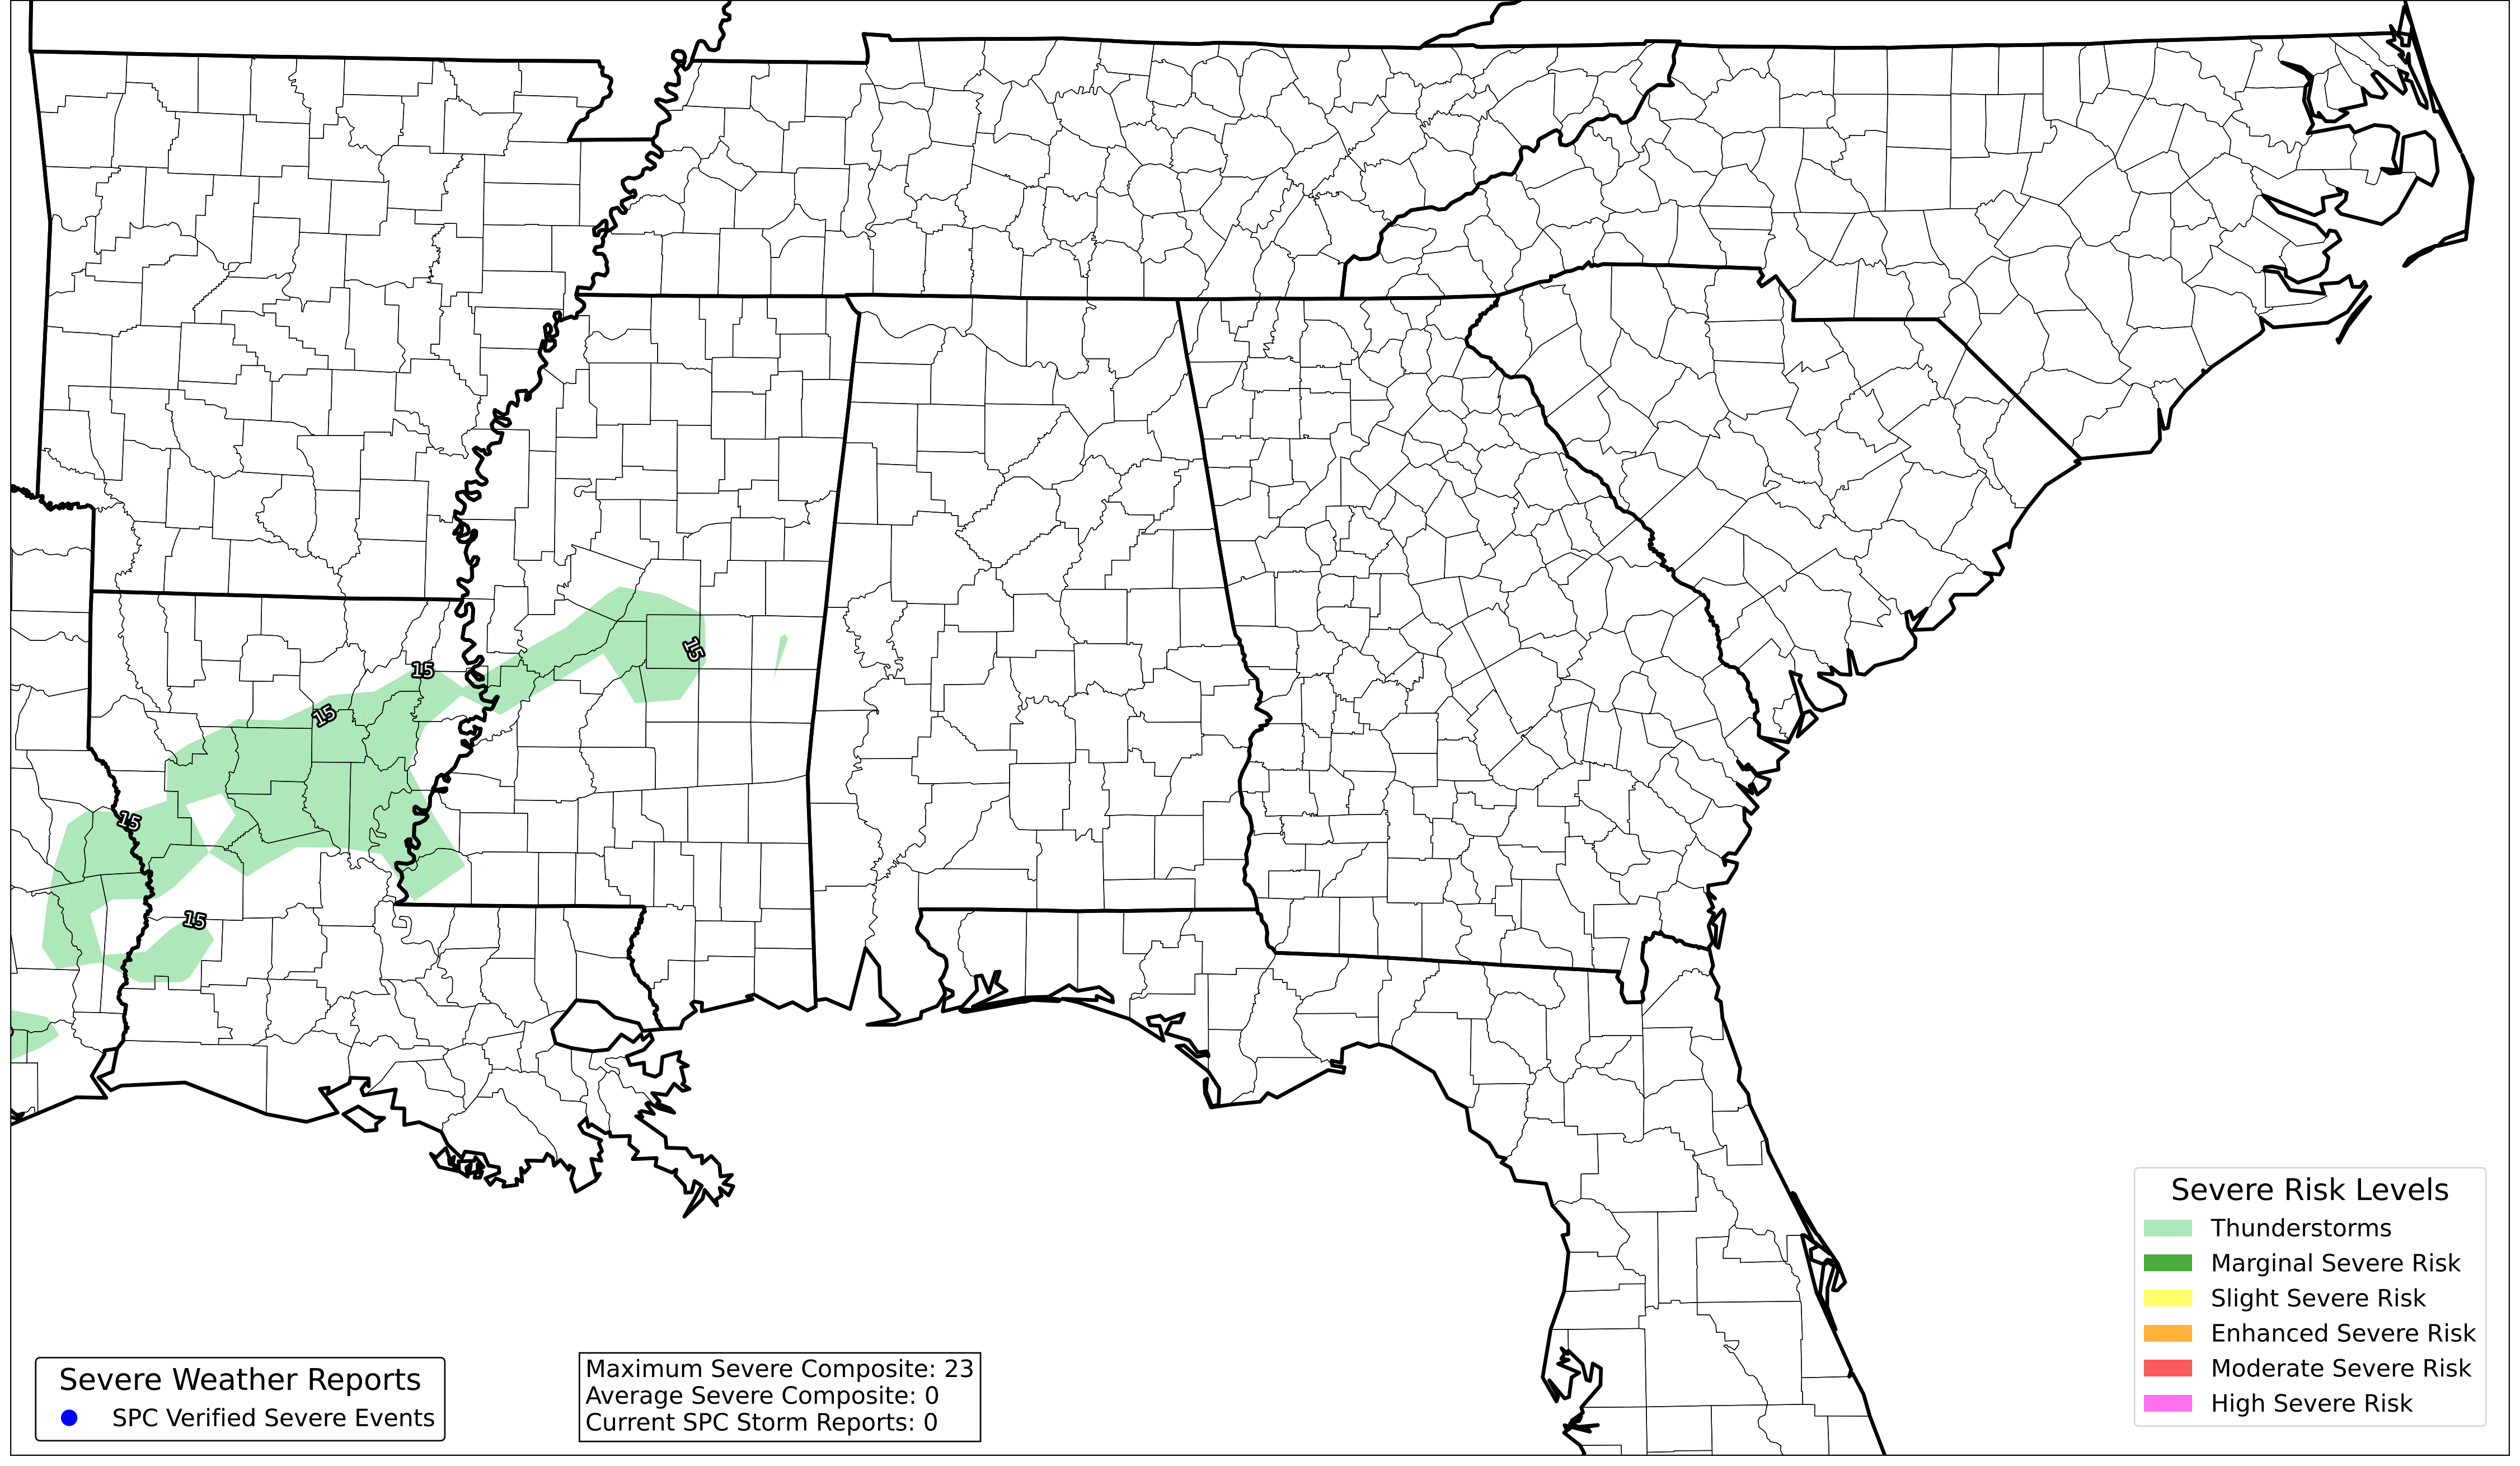 15
15
15
15
15
Severe Risk Levels
Thunderstorms
Marginal Severe Risk
Slight Severe Risk
Enhanced Severe Risk
Moderate Severe Risk
High Severe Risk
Severe Weather Reports
SPC Verified Severe Events
Maximum Severe Composite: 23
Average Severe Composite: 0
Current SPC Storm Reports: 0